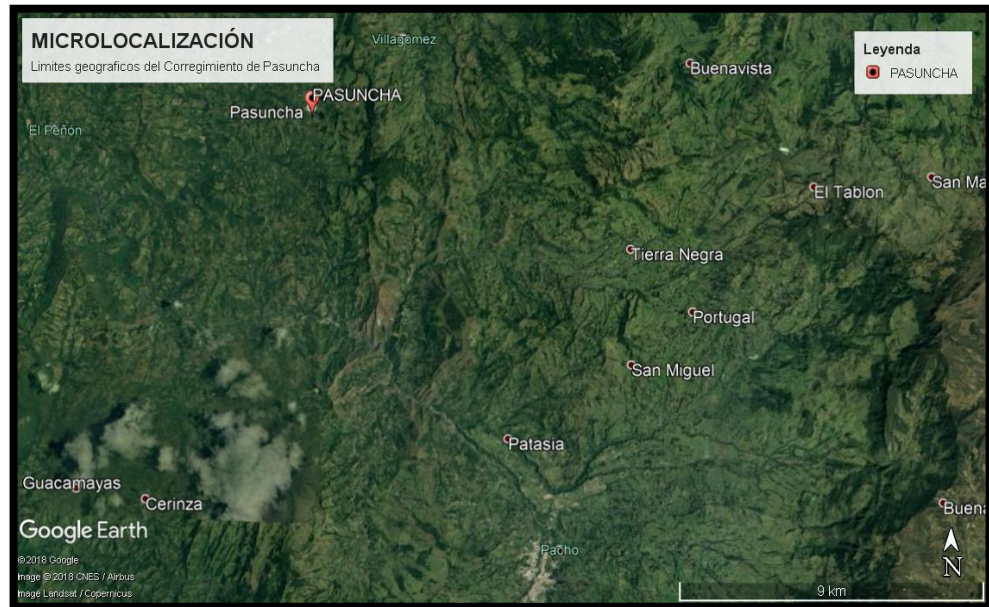 MICROLOCALIZACIÓN
Limites geograficos del Corregimiento de Pasuncha
Villagómez
Leyenda
PASUNCHA
Buenavista
PASUNCHA
Pasuncha
El Peñón
San Ma
El Tablon
Tierra Negra
Portugal
San Miguel
Patasia
Guacamayas
Cerinza
Buena
Google Earth
Pacho
©2018 Google
Image ©2018 CNES / Airbus
Image Landsat / Copernicus
N
9 km